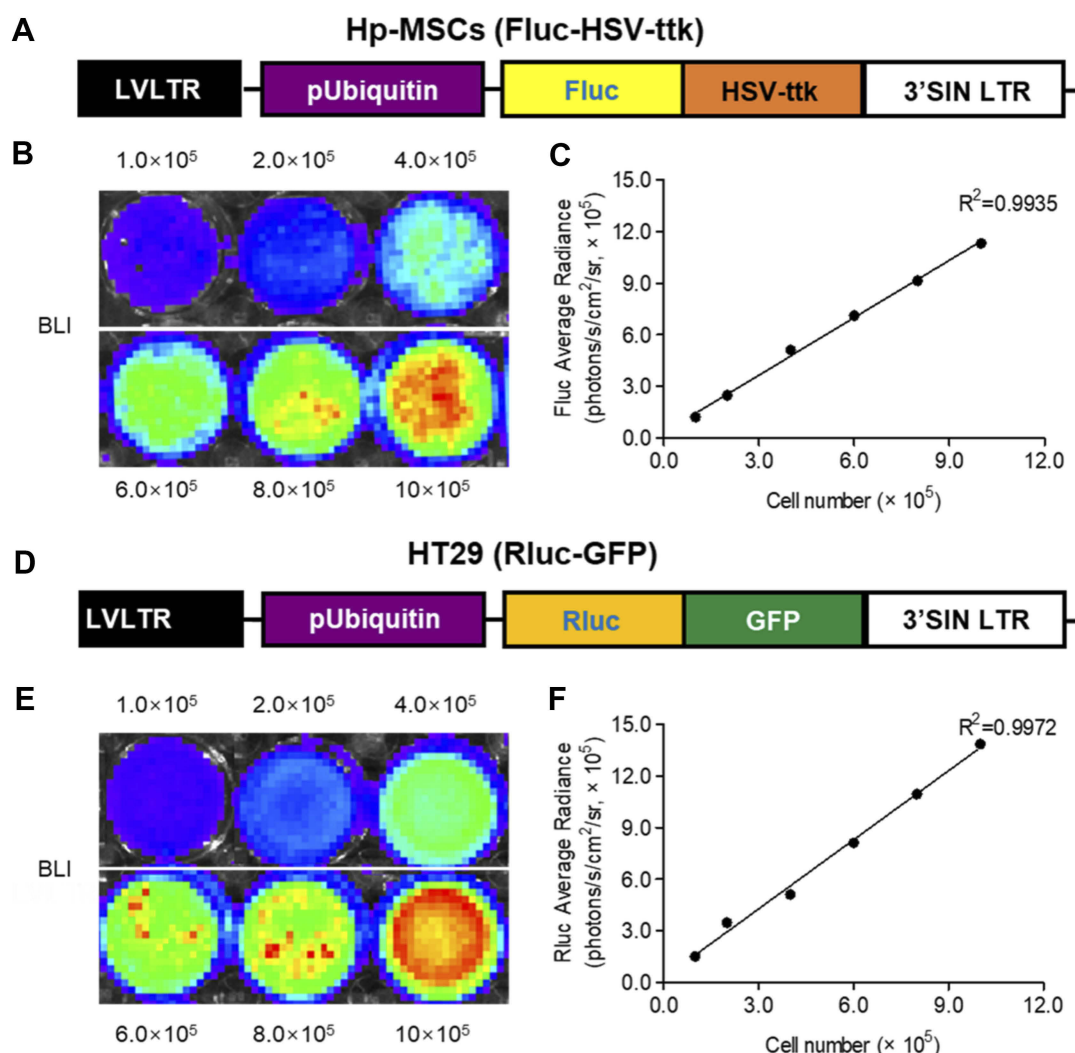 A
Hp-MSCs (Fluc-HSV-ttk)
LVLTR pUbiquitin Fluc HSV-ttk 3'SIN LTR
B
1.0×10⁵ 2.0×10⁵ 4.0×10⁵
BLI
6.0×10⁵ 8.0×10⁵ 10×10⁵
C
Fluc Average Radiance
(photons/s/cm²/sr, × 10⁵)
15.0
12.0
9.0
6.0
3.0
0.0
R²=0.9935
0.0 3.0 6.0 9.0 12.0
Cell number (× 10⁵)
D
HT29 (Rluc-GFP)
LVLTR pUbiquitin Rluc GFP 3'SIN LTR
E
1.0×10⁵ 2.0×10⁵ 4.0×10⁵
BLI
6.0×10⁵ 8.0×10⁵ 10×10⁵
F
Rluc Average Radiance
(photons/s/cm²/sr, × 10⁵)
15.0
12.0
9.0
6.0
3.0
0.0
R²=0.9972
0.0 3.0 6.0 9.0 12.0
Cell number (× 10⁵)